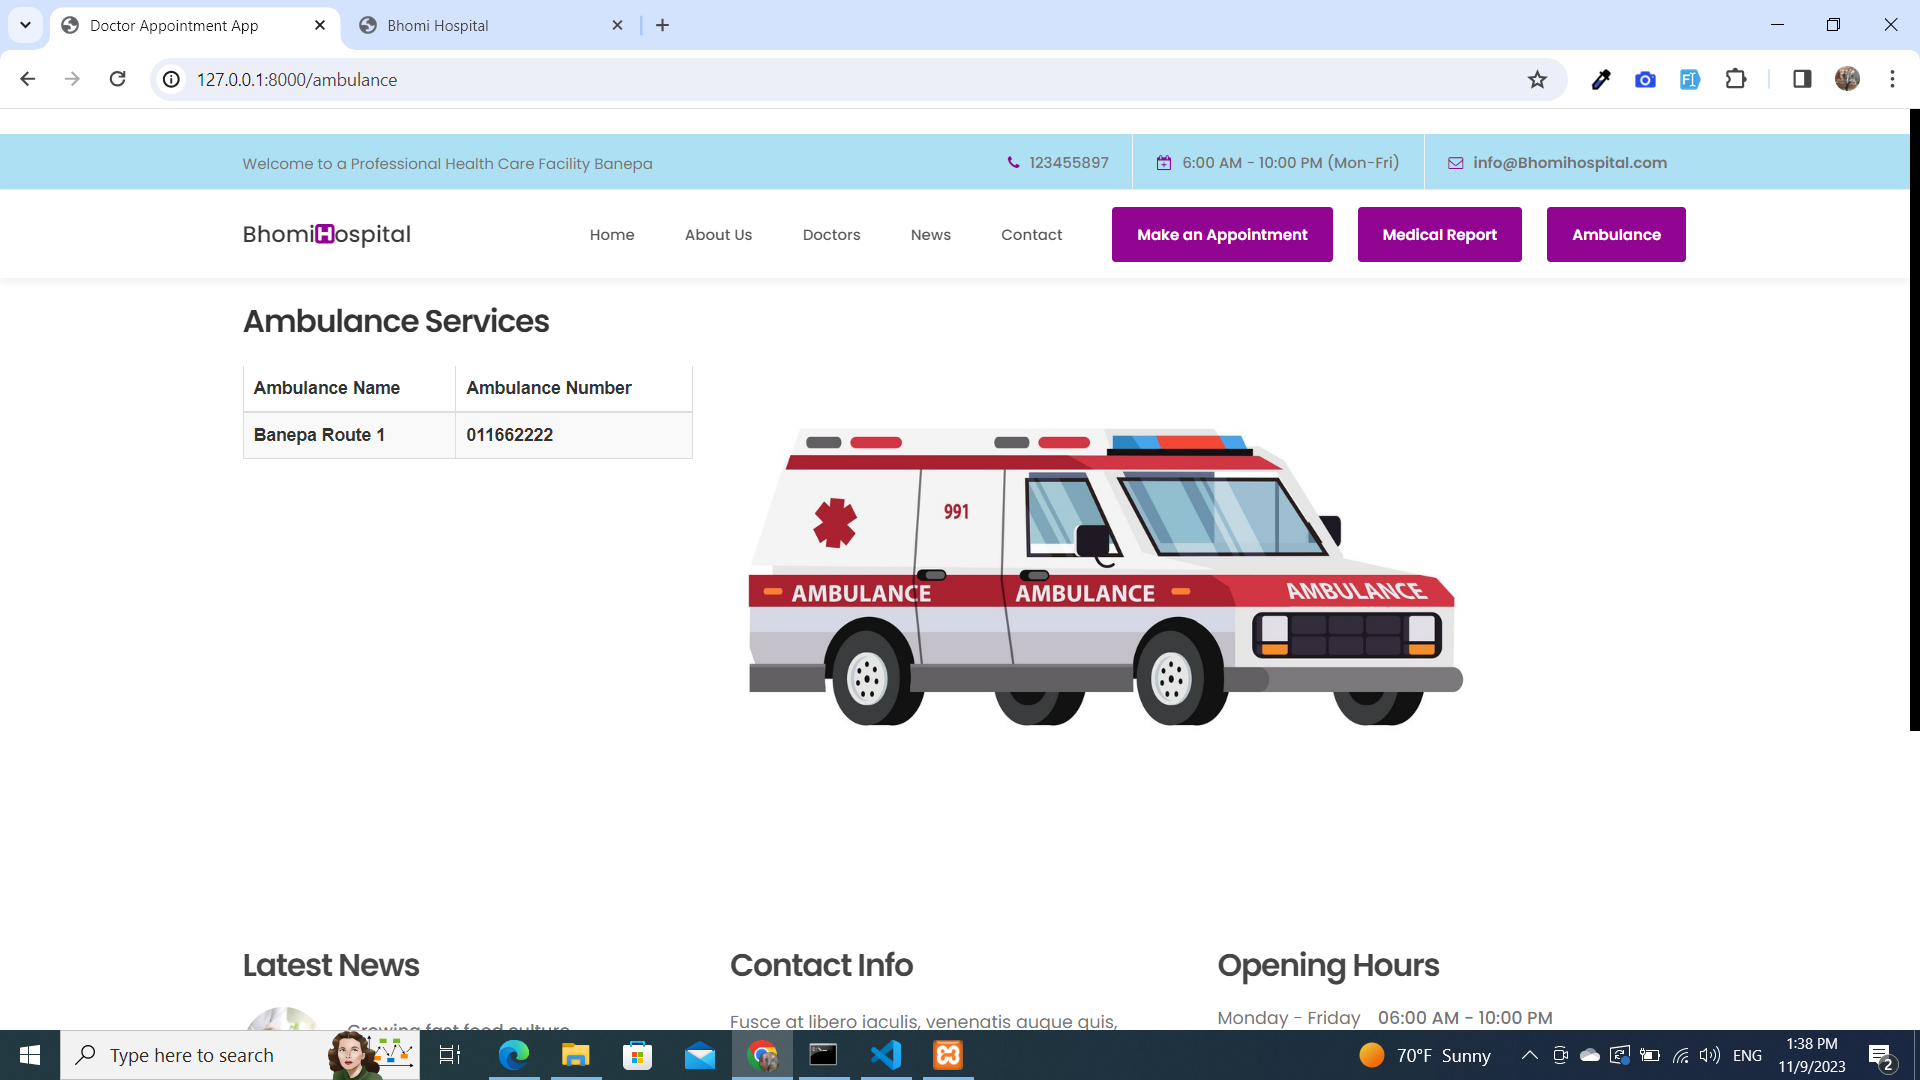 Doctor Appointment App
Bhomi Hospital
127.0.0.1:8000/ambulance
Welcome to a Professional Health Care Facility Banepa
123455897
6:00 AM - 10:00 PM (Mon-Fri)
info@Bhomihospital.com
BhomiHospital
Home
About Us
Doctors
News
Contact
Make an Appointment
Medical Report
Ambulance
Ambulance Services
Ambulance Name
Ambulance Number
Banepa Route 1
011662222
991
AMBULANCE
AMBULANCE
AMBULANCE
Latest News
Contact Info
Opening Hours
Growing fast food culture
Fusce at libero iaculis, venenatis augue quis,
Monday - Friday 06:00 AM - 10:00 PM
Type here to search
70°F Sunny
ENG
1:38 PM
11/9/2023
2